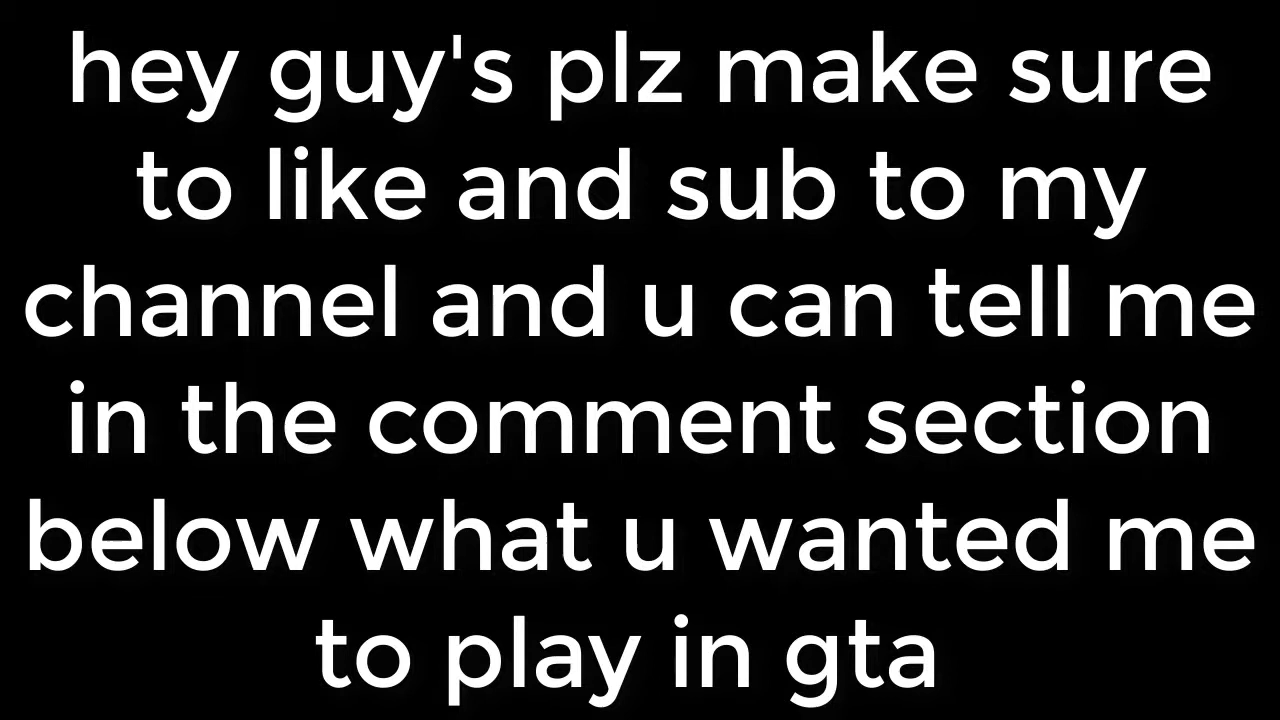 hey guy's plz make sure
to like and sub to my
channel and u can tell me
in the comment section
below what u wanted me
to play in gta